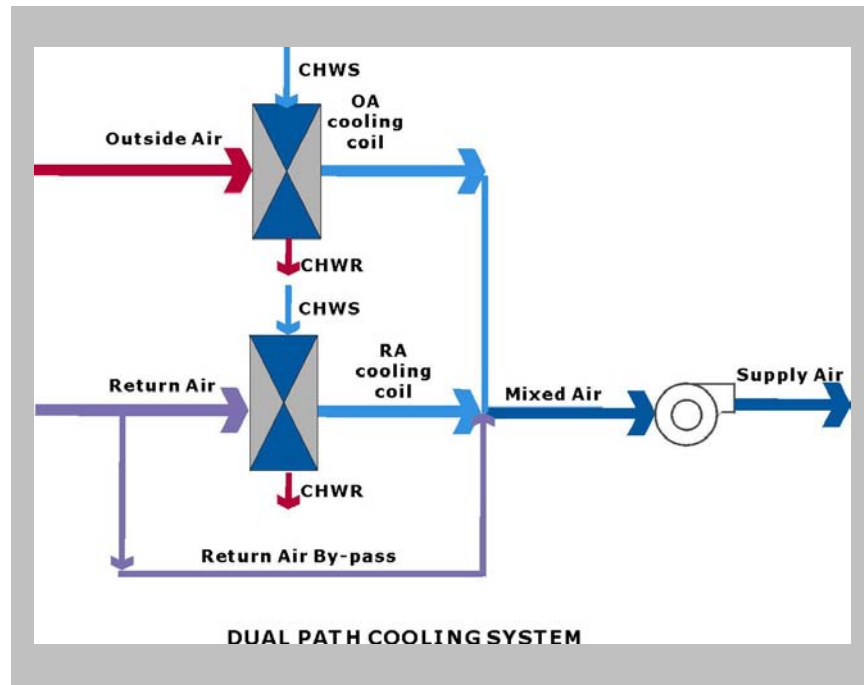 CHWS
OA
cooling
coil
Outside Air
CHWR
CHWS
RA
cooling
coil
Return Air
Mixed Air
Supply Air
CHWR
Return Air By-pass
DUAL PATH COOLING SYSTEM